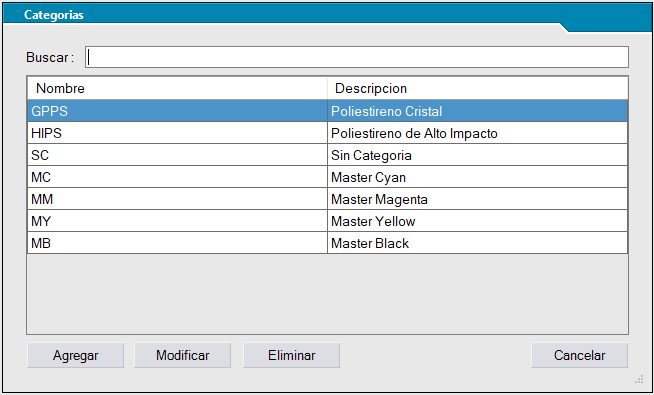 Categorias
Buscar :
Nombre Descripcion
GPPS Poliestireno Cristal
HIPS Poliestireno de Alto Impacto
SC Sin Categoria
MC Master Cyan
MM Master Magenta
MY Master Yellow
MB Master Black
Agregar Modificar Eliminar Cancelar